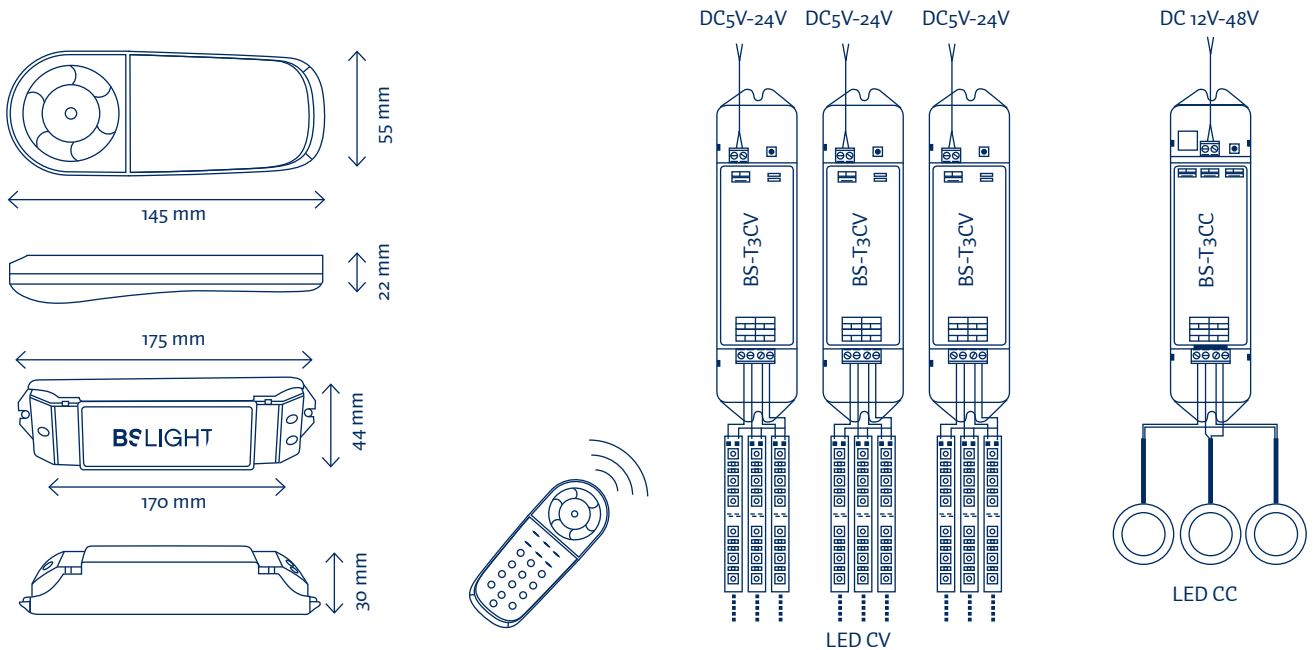 55 mm
145 mm
22 mm
175 mm
BSLIGHT
44 mm
170 mm
30 mm
DC5V-24V
DC5V-24V
DC5V-24V
BS-T3CV
BS-T3CV
BS-T3CV
LED CV
DC 12V-48V
BS-T3CC
LED CC